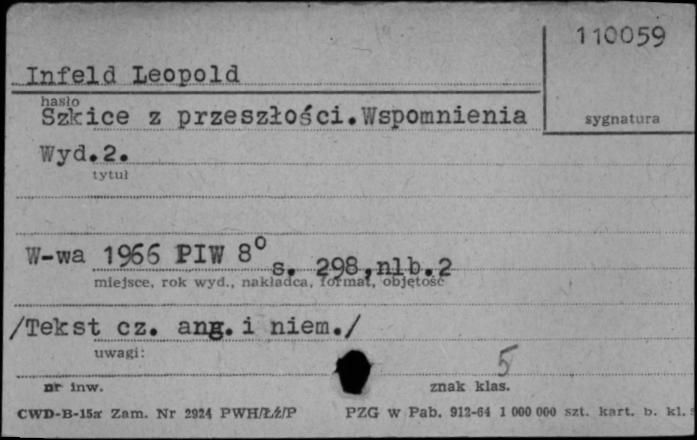 110059
Infeld Leopold
hasło
Szkice z przeszłości.Wspomnienia
sygnatura
Wyd.2.
tytuł
W-wa 1966 PIW 8° s. 298,nlb.2
miejsce, rok wyd., nakładca, format, objętość
/Tekst cz. ang. i niem./
uwagi:
5
nr inw.
znak klas.
CWD-B-15a Zam. Nr 2924 PWH/Łź/P PZG w Pab. 912-64 1 000 000 szt. kart. b. kl.